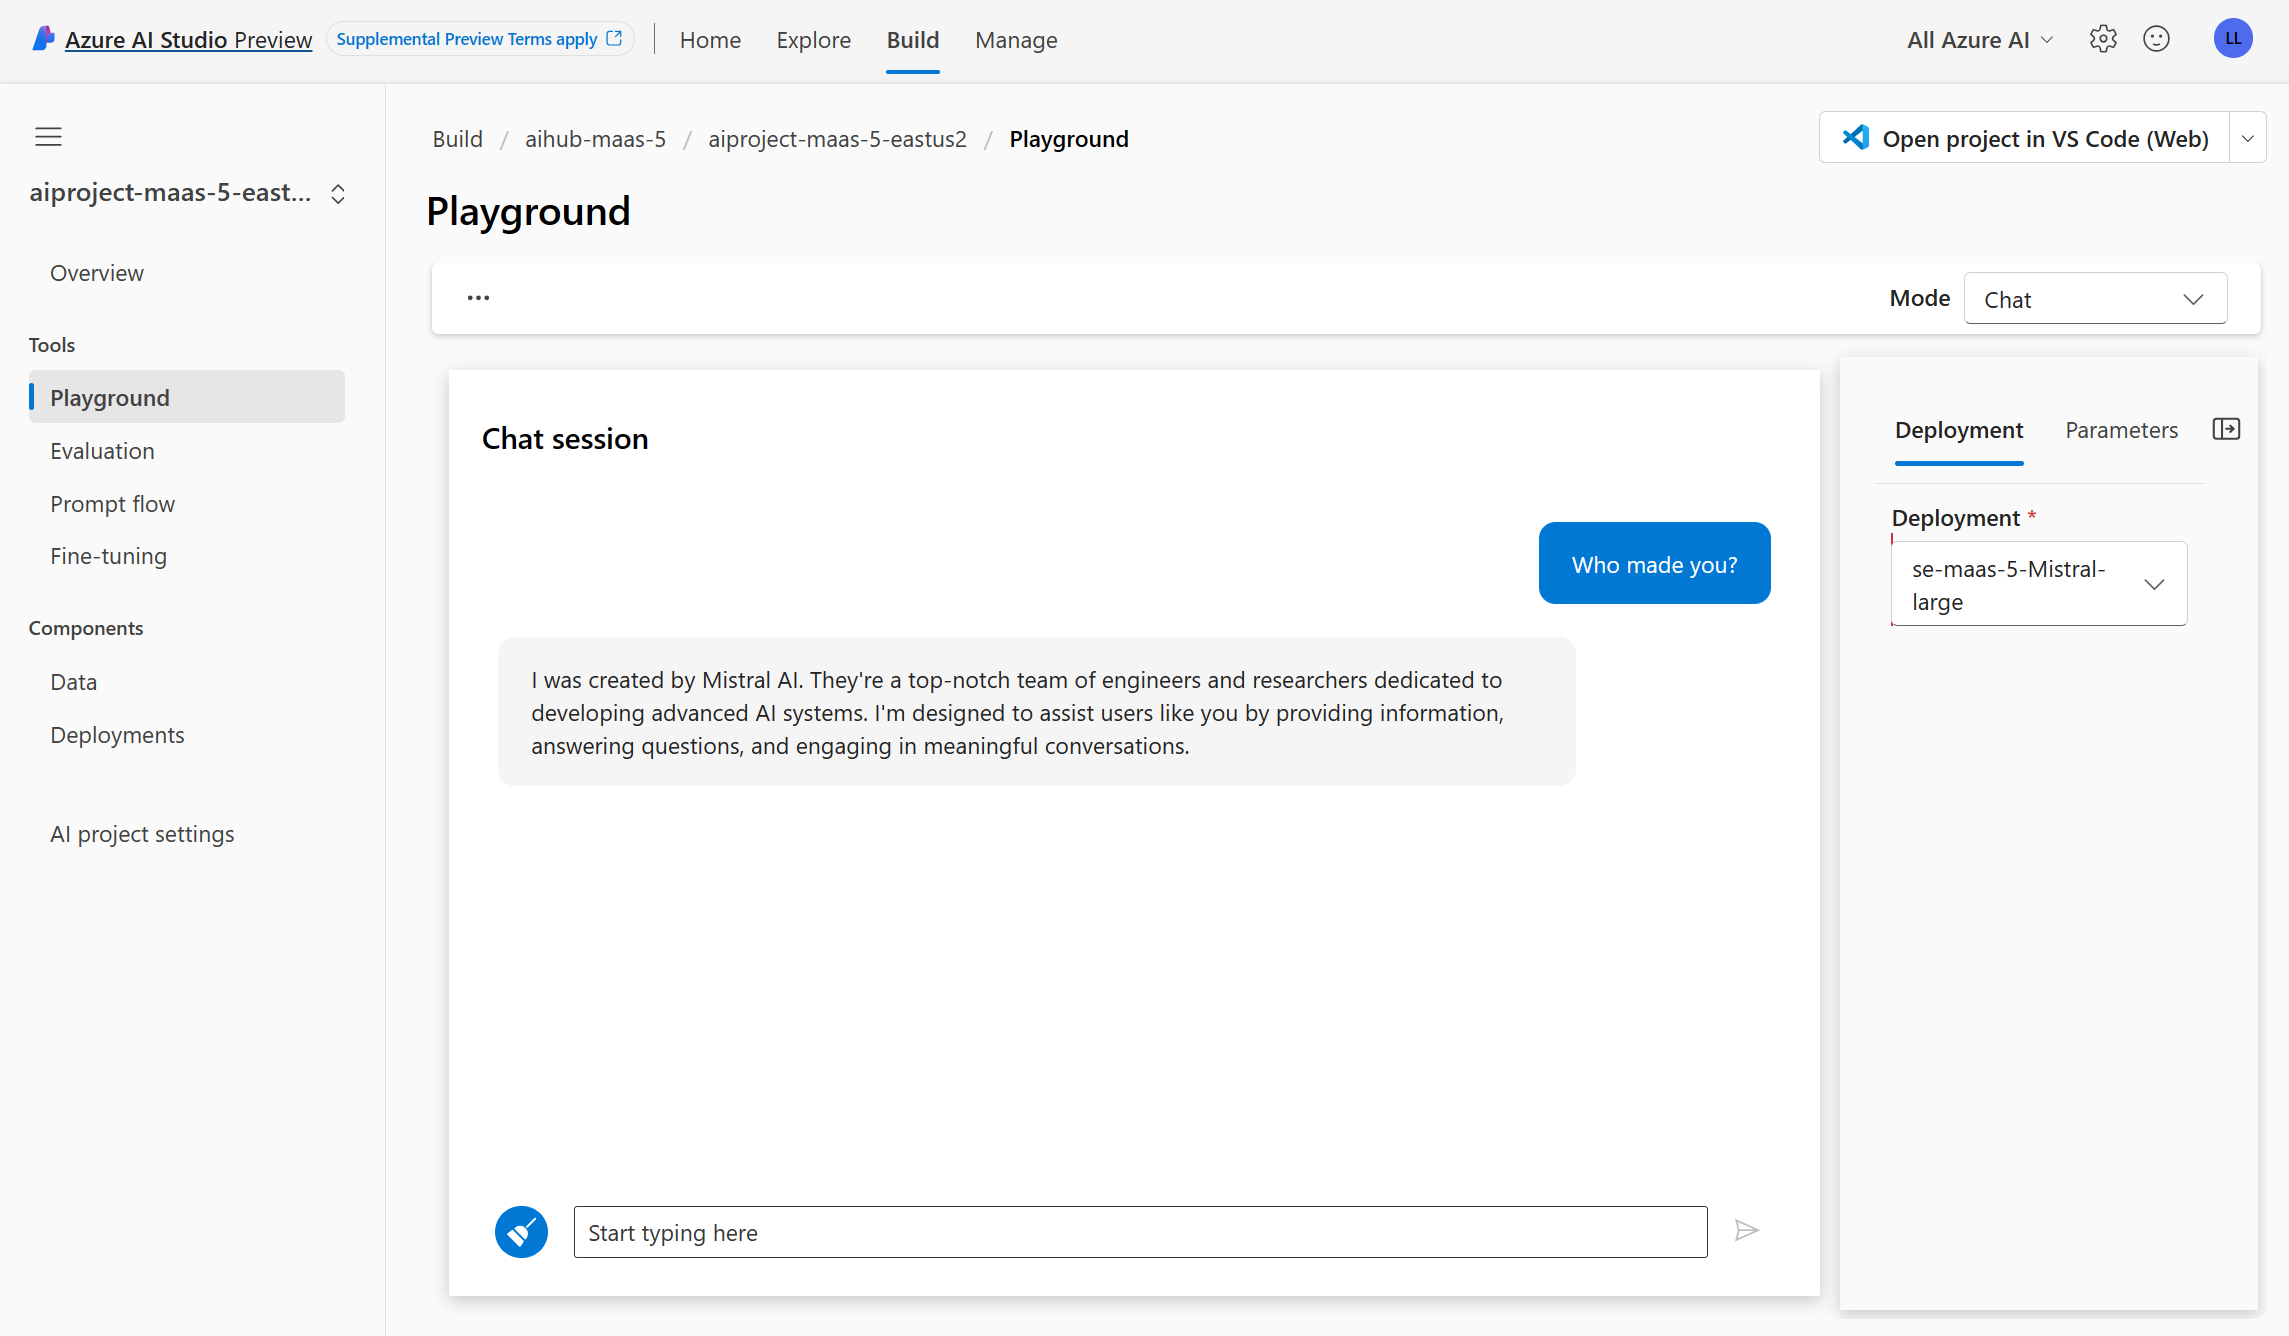 Azure AI Studio Preview
Supplemental Preview Terms apply
Home
Explore
Build
Manage
All Azure AI
LL
aiproject-maas-5-east...
Overview
Tools
Playground
Evaluation
Prompt flow
Fine-tuning
Components
Data
Deployments
AI project settings
Build / aihub-maas-5 / aiproject-maas-5-eastus2 / Playground
Open project in VS Code (Web)
Playground
...
Mode
Chat
Chat session
Who made you?
I was created by Mistral AI. They're a top-notch team of engineers and researchers dedicated to
developing advanced AI systems. I'm designed to assist users like you by providing information,
answering questions, and engaging in meaningful conversations.
Start typing here
Deployment
Parameters
Deployment *
se-maas-5-Mistral-
large